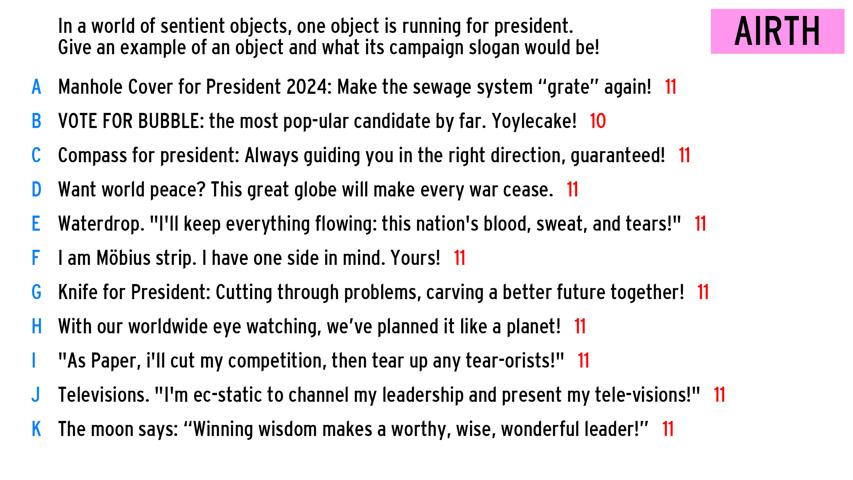 In a world of sentient objects, one object is running for president.
Give an example of an object and what its campaign slogan would be!
AIRTH
A Manhole Cover for President 2024: Make the sewage system “grate” again! 11
B VOTE FOR BUBBLE: the most pop-ular candidate by far. Yoylecake! 10
C Compass for president: Always guiding you in the right direction, guaranteed! 11
D Want world peace? This great globe will make every war cease. 11
E Waterdrop. "I'll keep everything flowing: this nation's blood, sweat, and tears!" 11
F I am Möbius strip. I have one side in mind. Yours! 11
G Knife for President: Cutting through problems, carving a better future together! 11
H With our worldwide eye watching, we’ve planned it like a planet! 11
I "As Paper, i'll cut my competition, then tear up any tear-orists!" 11
J Televisions. "I'm ec-static to channel my leadership and present my tele-visions!" 11
K The moon says: “Winning wisdom makes a worthy, wise, wonderful leader!” 11